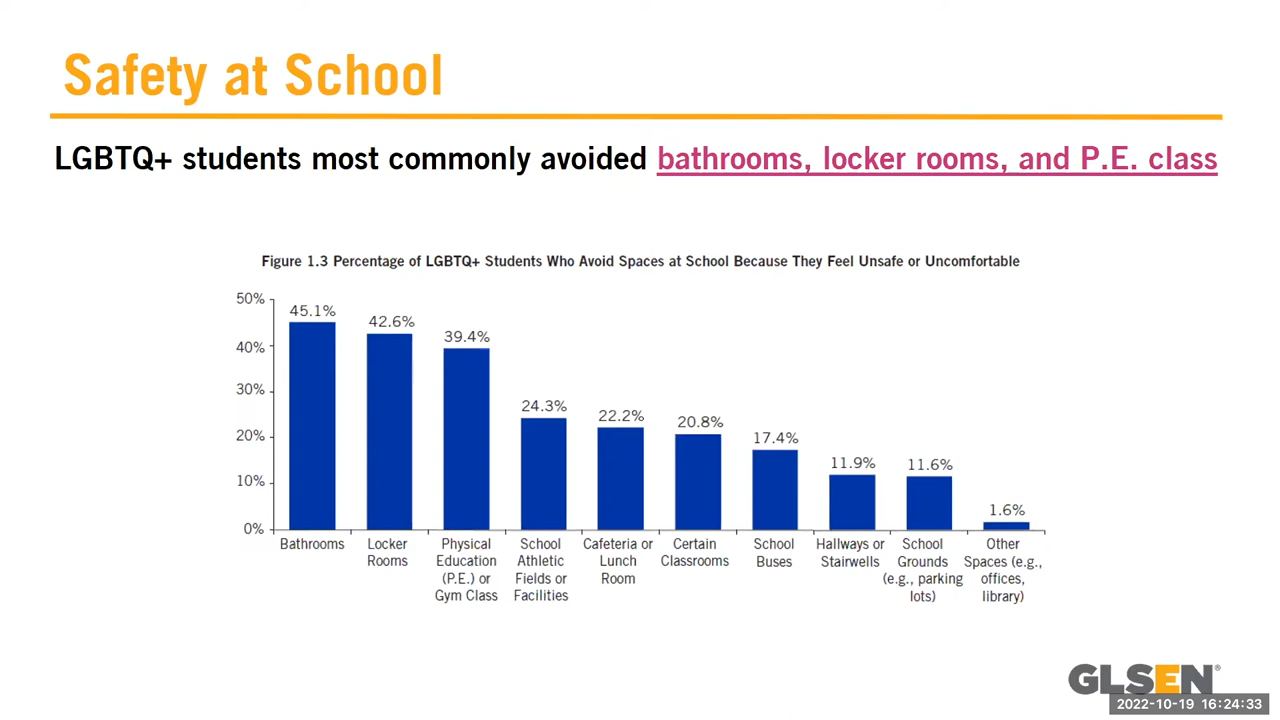 Safety at School
LGBTQ+ students most commonly avoided bathrooms, locker rooms, and P.E. class
Figure 1.3 Percentage of LGBTQ+ Students Who Avoid Spaces at School Because They Feel Unsafe or Uncomfortable
50%
40%
30%
20%
10%
0%
45.1%
42.6%
39.4%
24.3%
22.2%
20.8%
17.4%
11.9%
11.6%
1.6%
Bathrooms
Locker
Rooms
Physical
Education
(P.E.) or
Gym Class
School
Athletic
Fields or
Facilities
Cafeteria or
Lunch
Room
Certain
Classrooms
School
Buses
Hallways or
Stairwells
School
Grounds
(e.g., parking
lots)
Other
Spaces (e.g.,
offices,
library)
GLSEN®
2022-10-19 16:24:33